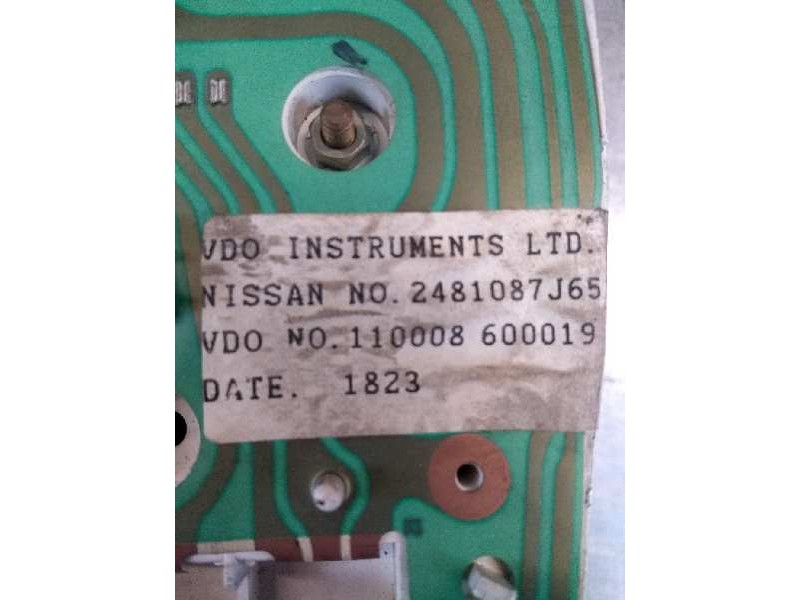 VDO INSTRUMENTS LTD.
NISSAN NO. 2481087J65
VDO NO. 110008 600019
DATE. 1823